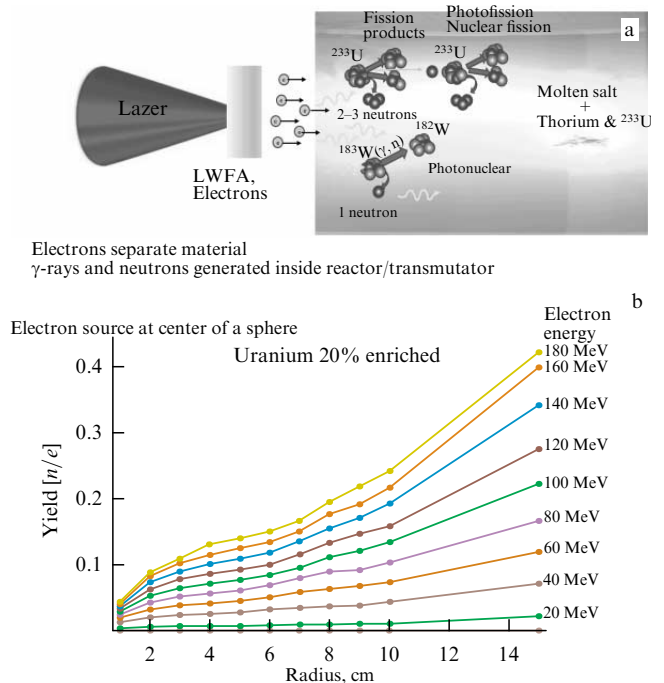 a
Fission
products
Photofission
Nuclear fission
²³³U
²³³U
Lazer
e
e
e
e
e
e
2–3 neutrons
Molten salt
+
Thorium & ²³³U
¹⁸²W
¹⁸³W(γ, n)
Photonuclear
LWFA,
Electrons
1 neutron
Electrons separate material
γ-rays and neutrons generated inside reactor/transmutator
b
Electron source at center of a sphere
Electron
energy
Uranium 20% enriched
180 MeV
160 MeV
140 MeV
120 MeV
100 MeV
80 MeV
60 MeV
40 MeV
20 MeV
0.4
0.3
0.2
0.1
Yield [n/e]
2 4 6 8 10 12 14
Radius, cm